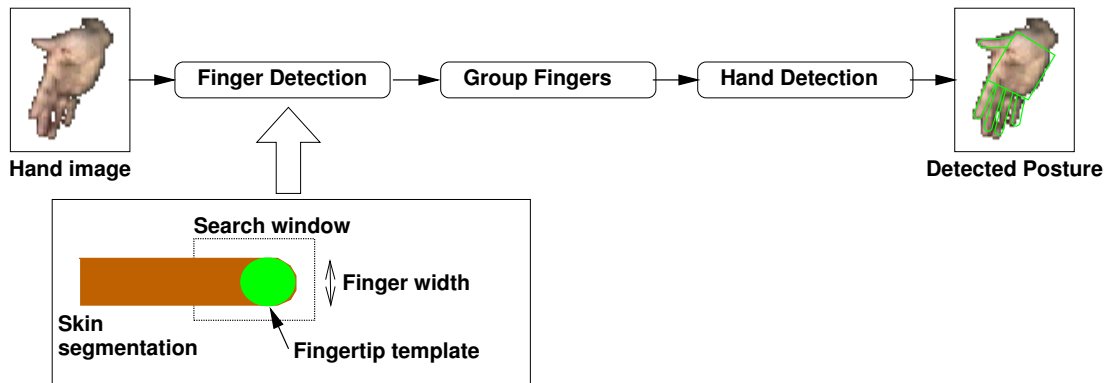 Finger Detection
Group Fingers
Hand Detection
Hand image
Detected Posture
Search window
Finger width
Skin
segmentation
Fingertip template